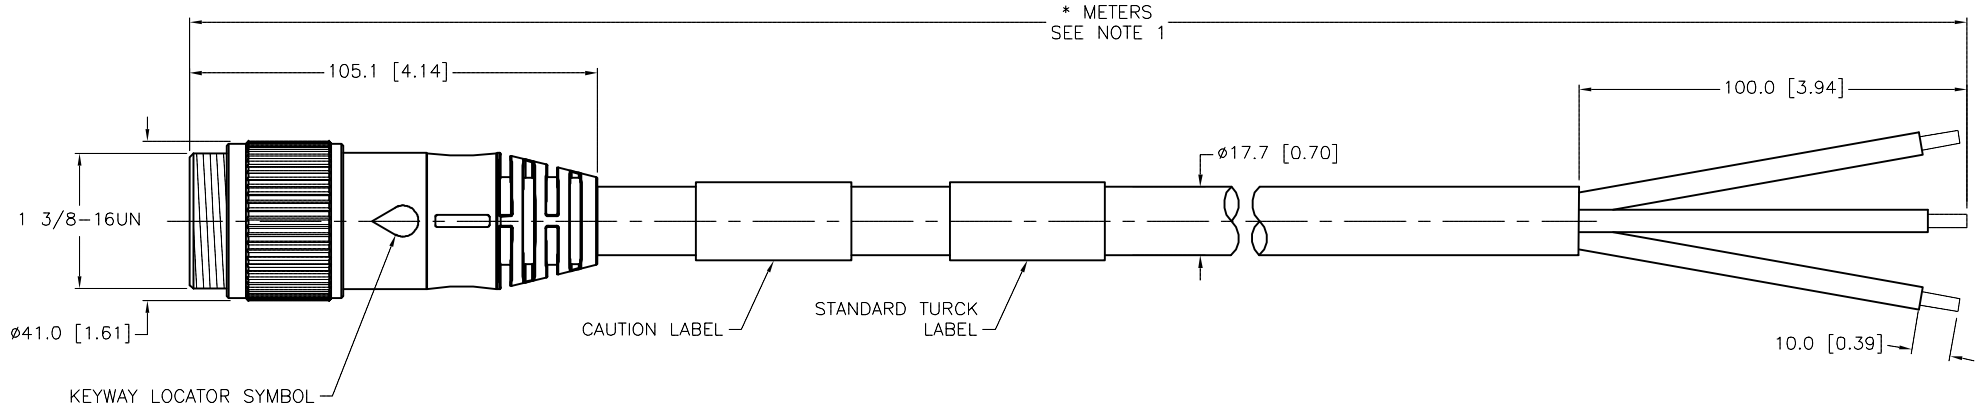 * METERS
SEE NOTE 1
105.1 [4.14]
100.0 [3.94]
ø17.7 [0.70]
1 3/8-16UN
STANDARD TURCK
LABEL
CAUTION LABEL
ø41.0 [1.61]
10.0 [0.39]
KEYWAY LOCATOR SYMBOL